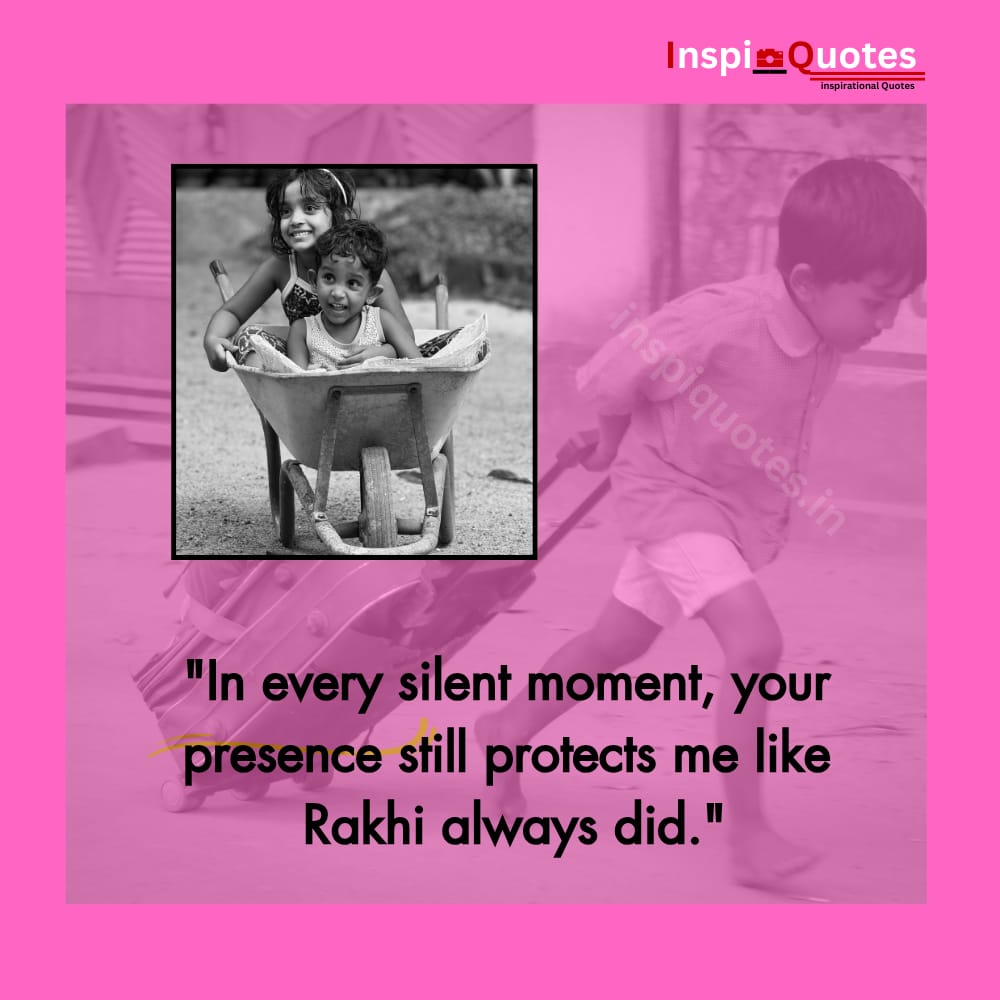 InspiQuotes
inspirational Quotes
inspiquotes.in
"In every silent moment, your
presence still protects me like
Rakhi always did."